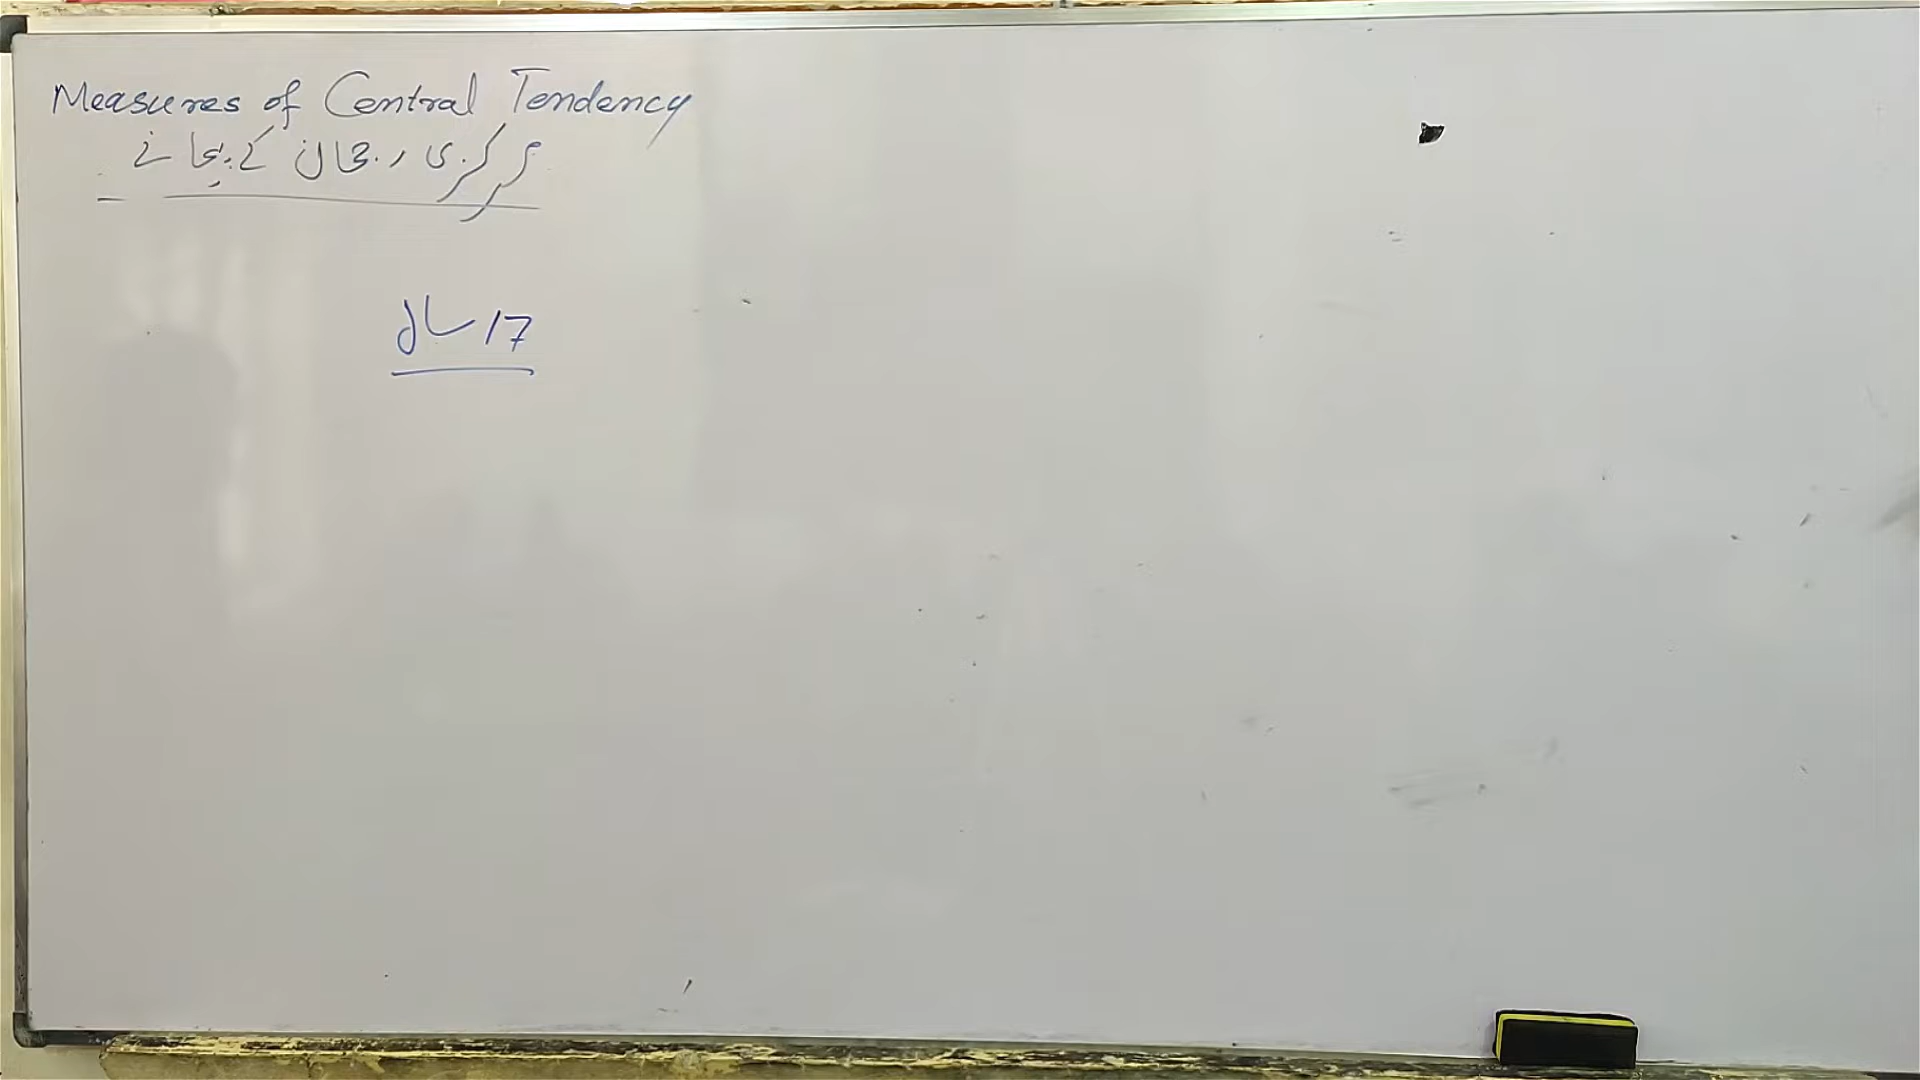 Measures of Central Tendency
مرکزی رجحان کے پیمانے
17 سال